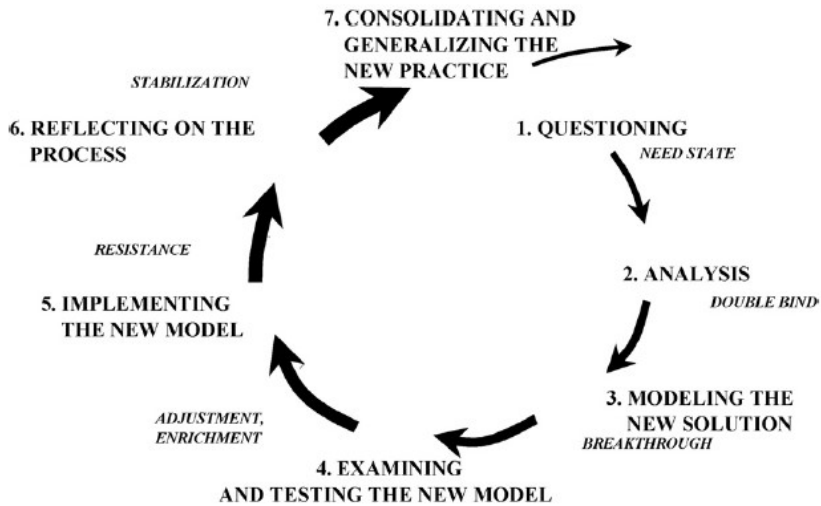 7. CONSOLIDATING AND
GENERALIZING THE
NEW PRACTICE
STABILIZATION
6. REFLECTING ON THE
PROCESS
1. QUESTIONING
NEED STATE
RESISTANCE
2. ANALYSIS
DOUBLE BIND
5. IMPLEMENTING
THE NEW MODEL
3. MODELING THE
NEW SOLUTION
BREAKTHROUGH
ADJUSTMENT,
ENRICHMENT
4. EXAMINING
AND TESTING THE NEW MODEL